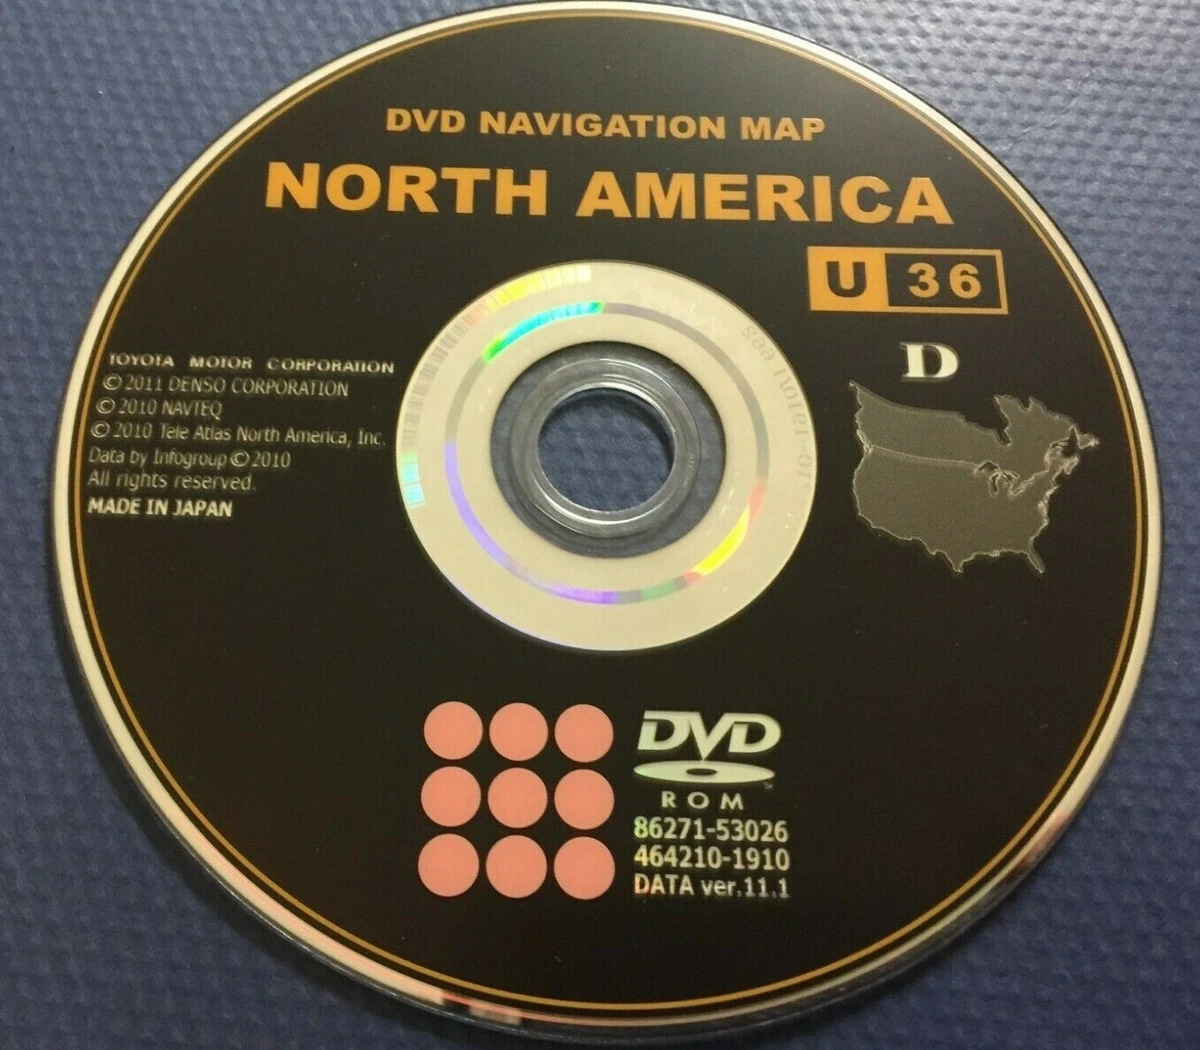 DVD NAVIGATION MAP
NORTH AMERICA
U 36
D
TOYOTA MOTOR CORPORATION
© 2011 DENSO CORPORATION
© 2010 NAVTEQ
© 2010 Tele Atlas North America, Inc.
Data by Infogroup © 2010
All rights reserved.
MADE IN JAPAN
DVD
ROM
86271-53026
464210-1910
DATA ver.11.1